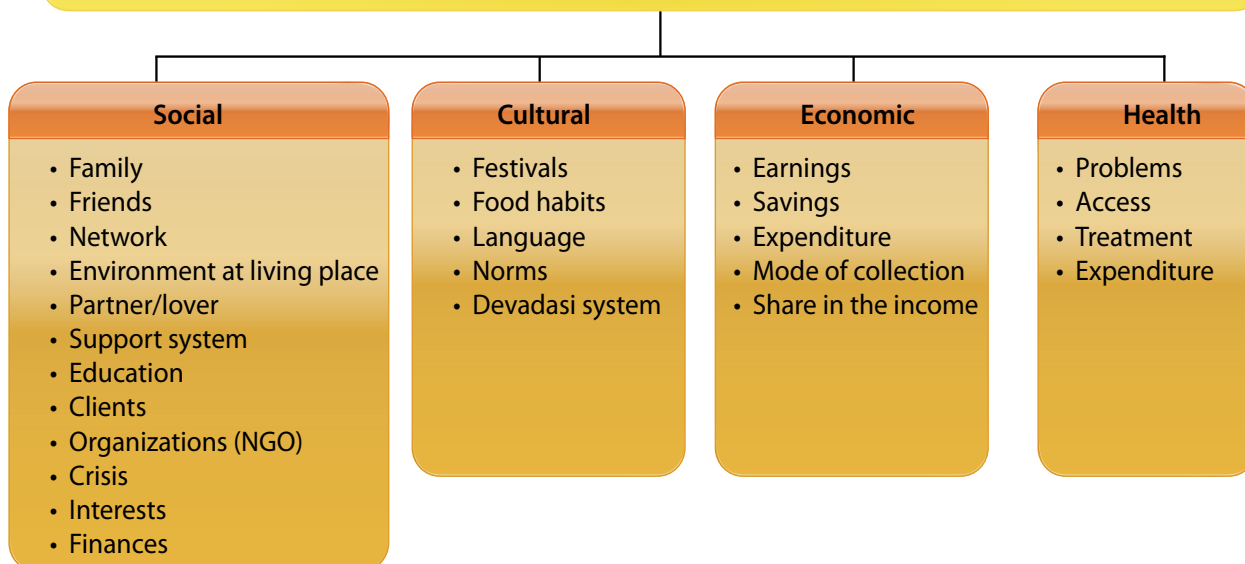 Social
• Family
• Friends
• Network
• Environment at living place
• Partner/lover
• Support system
• Education
• Clients
• Organizations (NGO)
• Crisis
• Interests
• Finances
Cultural
• Festivals
• Food habits
• Language
• Norms
• Devadasi system
Economic
• Earnings
• Savings
• Expenditure
• Mode of collection
• Share in the income
Health
• Problems
• Access
• Treatment
• Expenditure